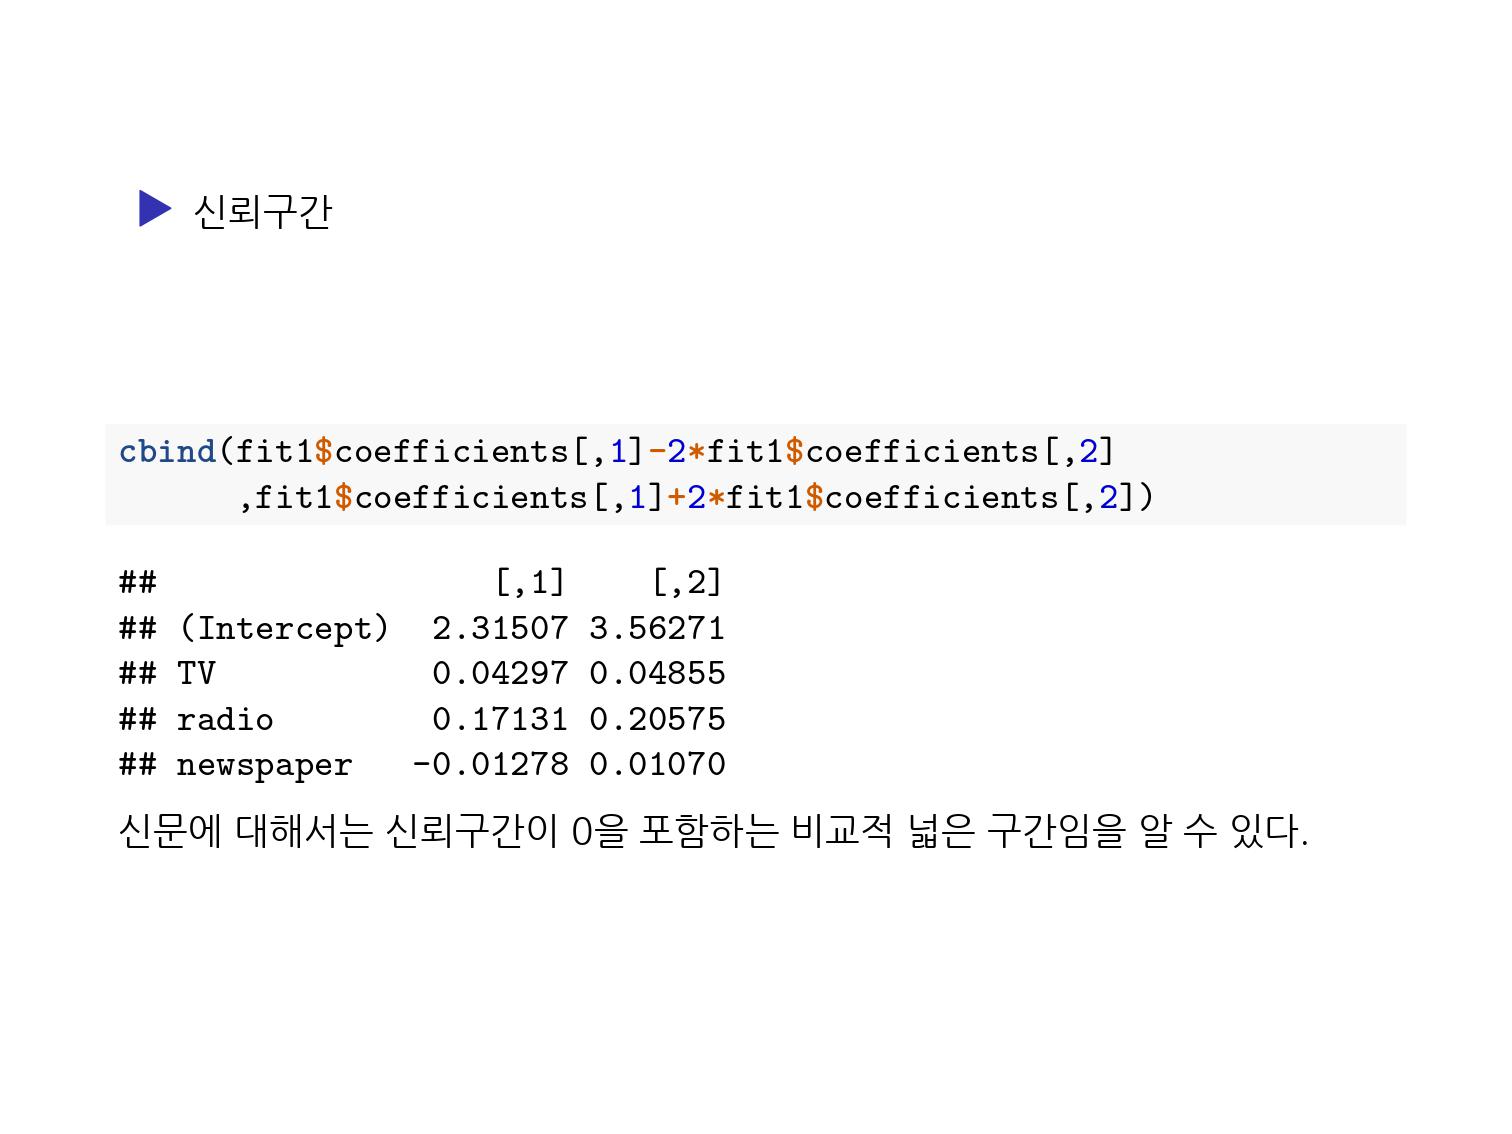 ▶ 신뢰구간
cbind(fit1$coefficients[,1]-2*fit1$coefficients[,2]
      ,fit1$coefficients[,1]+2*fit1$coefficients[,2])
##                 [,1]    [,2]
## (Intercept)  2.31507 3.56271
## TV           0.04297 0.04855
## radio        0.17131 0.20575
## newspaper   -0.01278 0.01070
신문에 대해서는 신뢰구간이 0을 포함하는 비교적 넓은 구간임을 알 수 있다.